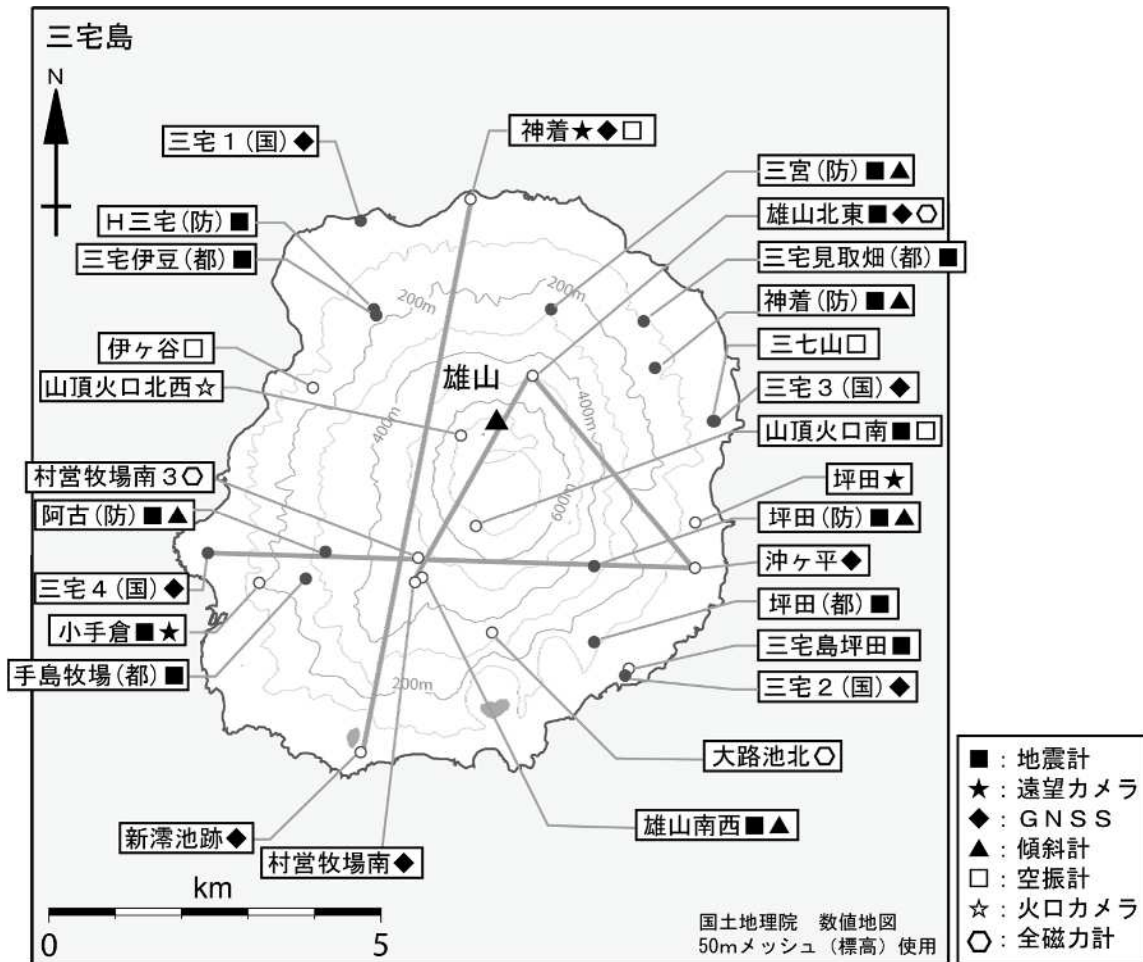 三宅島
N
三宅1(国)◆
神着★◆□
三宮(防)■▲
H三宅(防)■
雄山北東■◆⬡
三宅伊豆(都)■
三宅見取畑(都)■
神着(防)■▲
200m
200m
伊ヶ谷□
三七山□
山頂火口北西☆
雄山
三宅3(国)◆
400m
400m
山頂火口南■□
村営牧場南3⬡
坪田★
600m
阿古(防)■▲
坪田(防)■▲
沖ヶ平◆
三宅4(国)◆
坪田(都)■
小手倉■★
三宅島坪田■
手島牧場(都)■
200m
三宅2(国)◆
大路池北⬡
雄山南西■▲
新澪池跡◆
村営牧場南◆
km
0
5
国土地理院 数値地図
50mメッシュ(標高)使用
■:地震計
★:遠望カメラ
◆:GNSS
▲:傾斜計
□:空振計
☆:火口カメラ
⬡:全磁力計